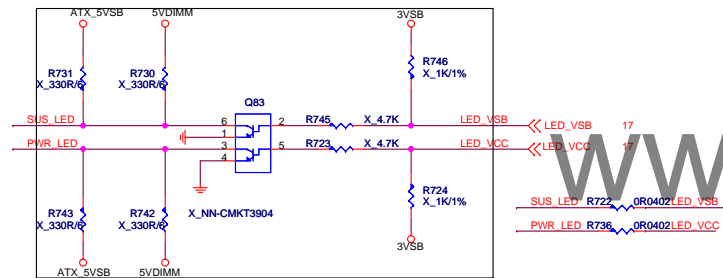 ATX_5VSB 5VDIMM 3VSB
R731 X_330R/6 R730 X_330R/6 R746 X_1K/1%
Q83
SUS_LED 6 2 R745 X_4.7K LED_VSB LED_VSB 17
1
PWR_LED 3 5 R723 X_4.7K LED_VCC LED_VCC 17
4
WW
R743 X_330R/6 R742 X_330R/6 X_NN-CMKT3904 R724 X_1K/1%
SUS_LED R722 0R0402 LED_VSB
PWR_LED R736 0R0402 LED_VCC
ATX_5VSB 5VDIMM 3VSB